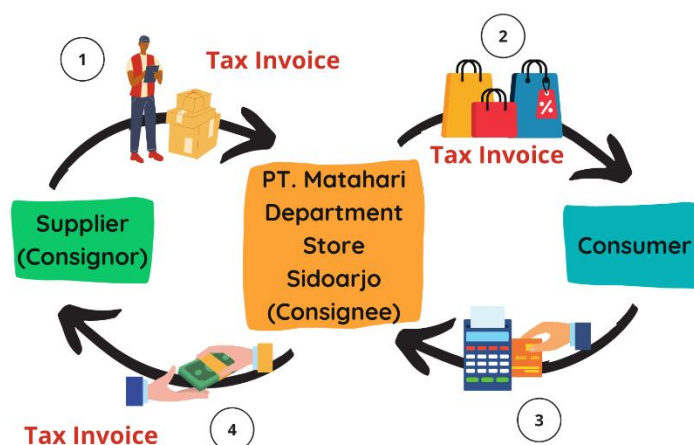 1
Tax Invoice
2
Tax Invoice
Supplier
(Consignor)
PT. Matahari
Department
Store
Sidoarjo
(Consignee)
Consumer
%
Tax Invoice
4
3